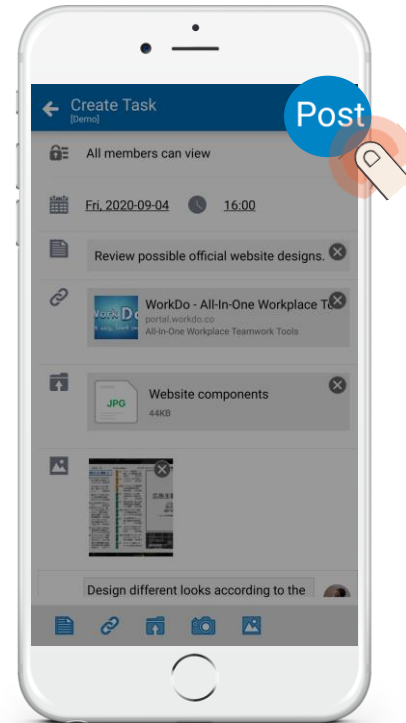 Create Task
[Demo]
Post
All members can view
Fri, 2020-09-04 16:00
Review possible official website designs.
WorkDo - All-In-One Workplace T
portal.workdo.co
All-in-One Workplace Teamwork Tools
JPG
Website components
44KB
Design different looks according to the